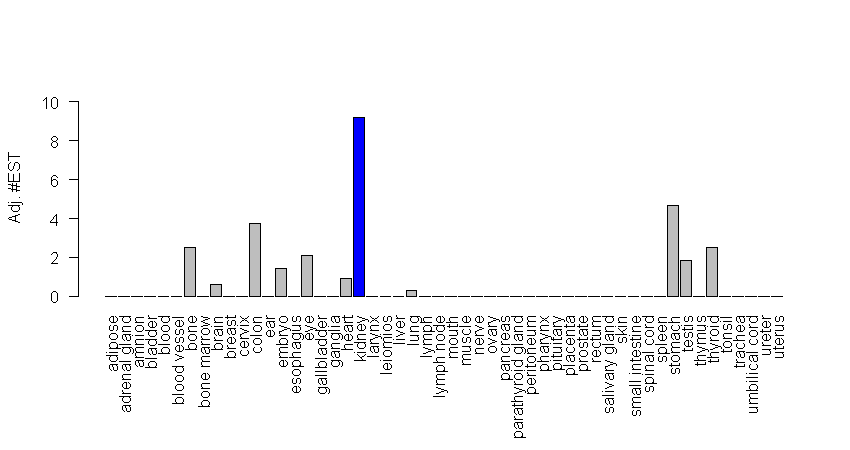 Adj. #EST
10
8
6
4
2
0
adipose
adrenal gland
amnion
bladder
blood
blood vessel
bone
bone marrow
brain
breast
cervix
colon
ear
embryo
esophagus
eye
gallbladder
ganglia
heart
kidney
larynx
leiomios
liver
lung
lymph
lymph node
mouth
muscle
nerve
ovary
pancreas
parathyroid gland
peritoneum
pharynx
pituitary
placenta
prostate
rectum
salivary gland
skin
small intestine
spinal cord
spleen
stomach
testis
thymus
thyroid
tonsil
trachea
umbilical cord
ureter
uterus